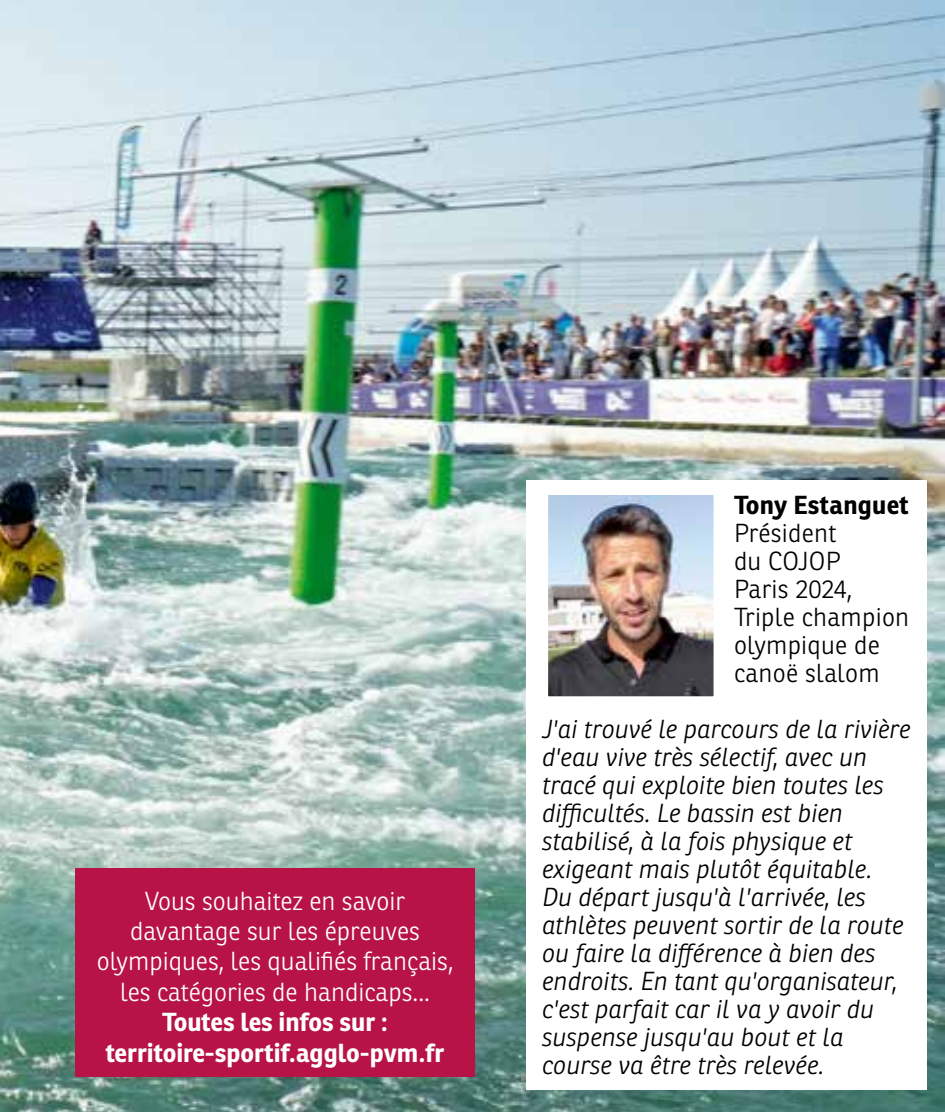 2
Tony Estanguet
Président
du COJOP
Paris 2024,
Triple champion
olympique de
canoë slalom
J'ai trouvé le parcours de la rivière
d'eau vive très sélectif, avec un
tracé qui exploite bien toutes les
difficultés. Le bassin est bien
stabilisé, à la fois physique et
exigeant mais plutôt équitable.
Du départ jusqu'à l'arrivée, les
athlètes peuvent sortir de la route
ou faire la différence à bien des
endroits. En tant qu'organisateur,
c'est parfait car il va y avoir du
suspense jusqu'au bout et la
course va être très relevée.
Vous souhaitez en savoir
davantage sur les épreuves
olympiques, les qualifiés français,
les catégories de handicaps...
Toutes les infos sur :
territoire-sportif.agglo-pvm.fr